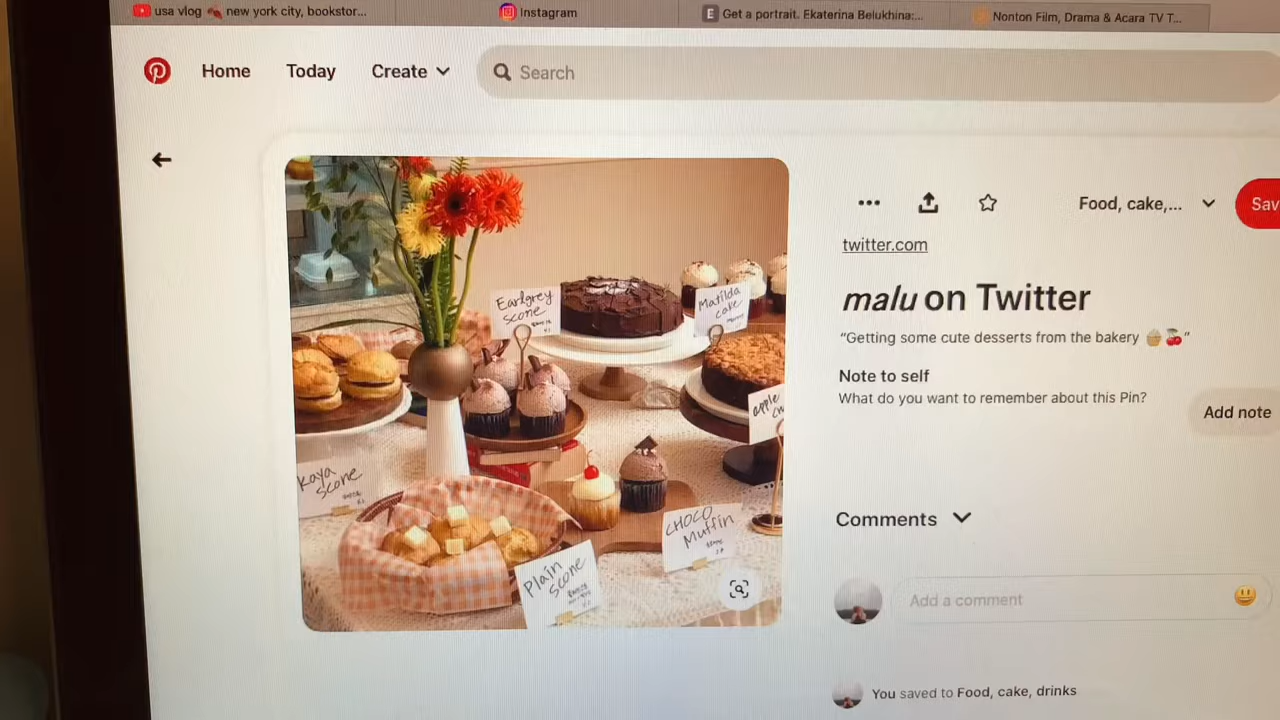 usa vlog 🍂 new york city, bookstor...
Instagram
E Get a portrait. Ekaterina Belukhina:...
Nonton Film, Drama & Acara TV T...
Home Today Create Search
Food, cake,... Sav
twitter.com
malu on Twitter
“Getting some cute desserts from the bakery 🧁🍒“
Note to self
What do you want to remember about this Pin?
Add note
Comments
Add a comment
You saved to Food, cake, drinks
Earlgrey
scone
Matilda
cake
apple
Kaya
scone
CHOCO
Muffin
Plain
Scone